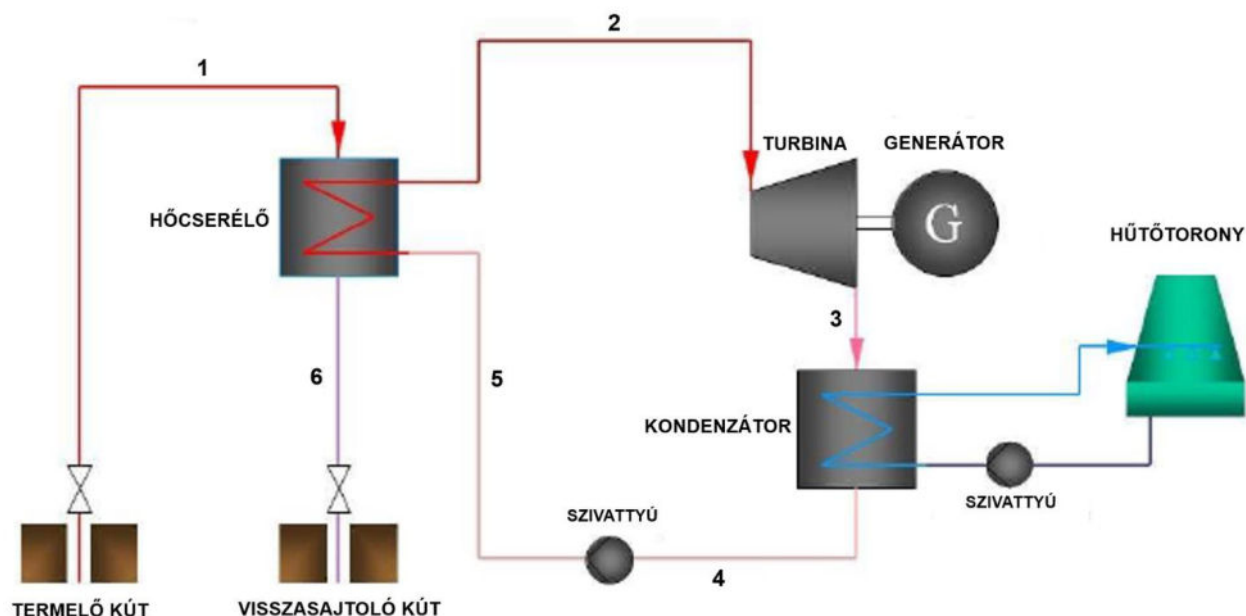 2
1
TURBINA
GENERÁTOR
HŐCSERÉLŐ
G
HŰTŐTORONY
3
6
5
KONDENZÁTOR
SZIVATTYÚ
SZIVATTYÚ
4
TERMELŐ KÚT
VISSZASAJTOLÓ KÚT